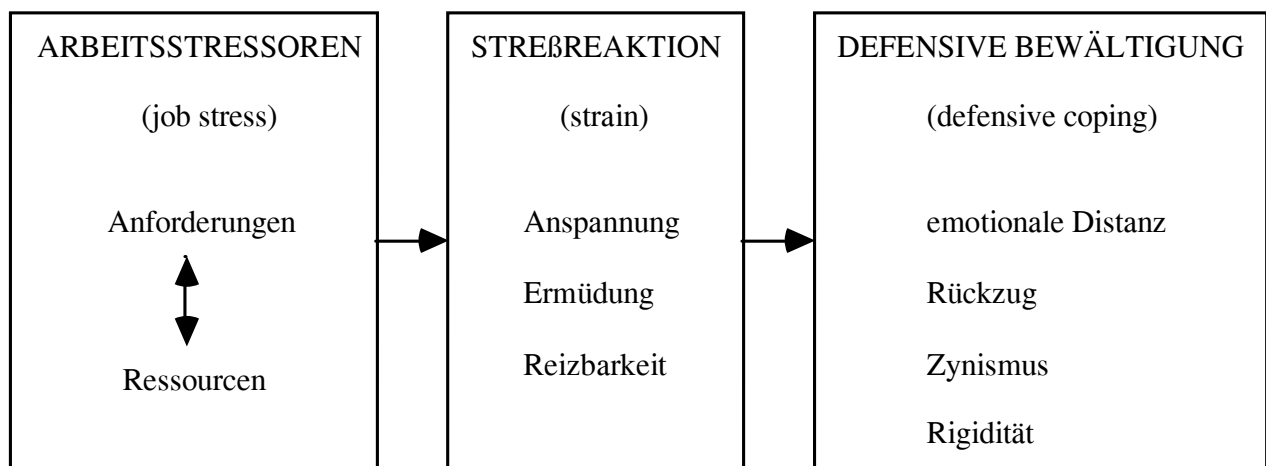 ARBEITSSTRESSOREN
(job stress)
Anforderungen
Ressourcen
STREßREAKTION
(strain)
Anspannung
Ermüdung
Reizbarkeit
DEFENSIVE BEWÄLTIGUNG
(defensive coping)
emotionale Distanz
Rückzug
Zynismus
Rigidität